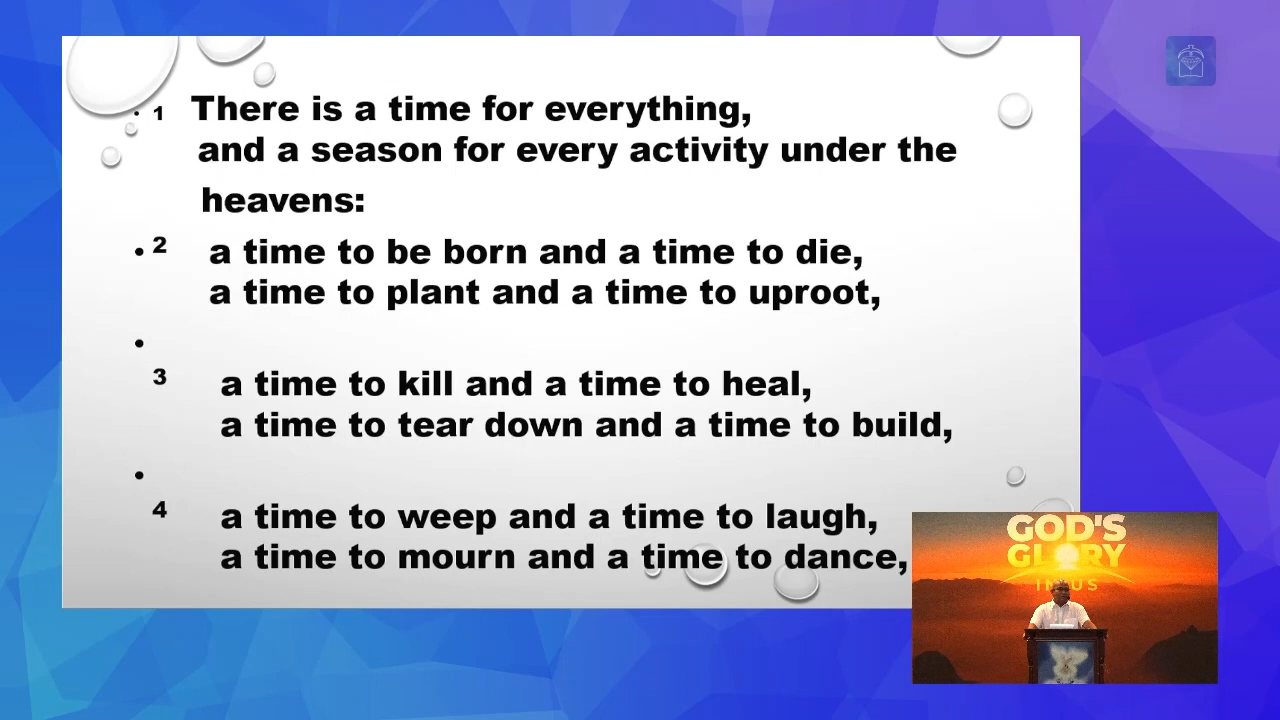 • 1 There is a time for everything,
and a season for every activity under the
heavens:
• 2 a time to be born and a time to die,
a time to plant and a time to uproot,
•
3 a time to kill and a time to heal,
a time to tear down and a time to build,
•
4 a time to weep and a time to laugh,
a time to mourn and a time to dance,
GOD'S
GLORY
IN US